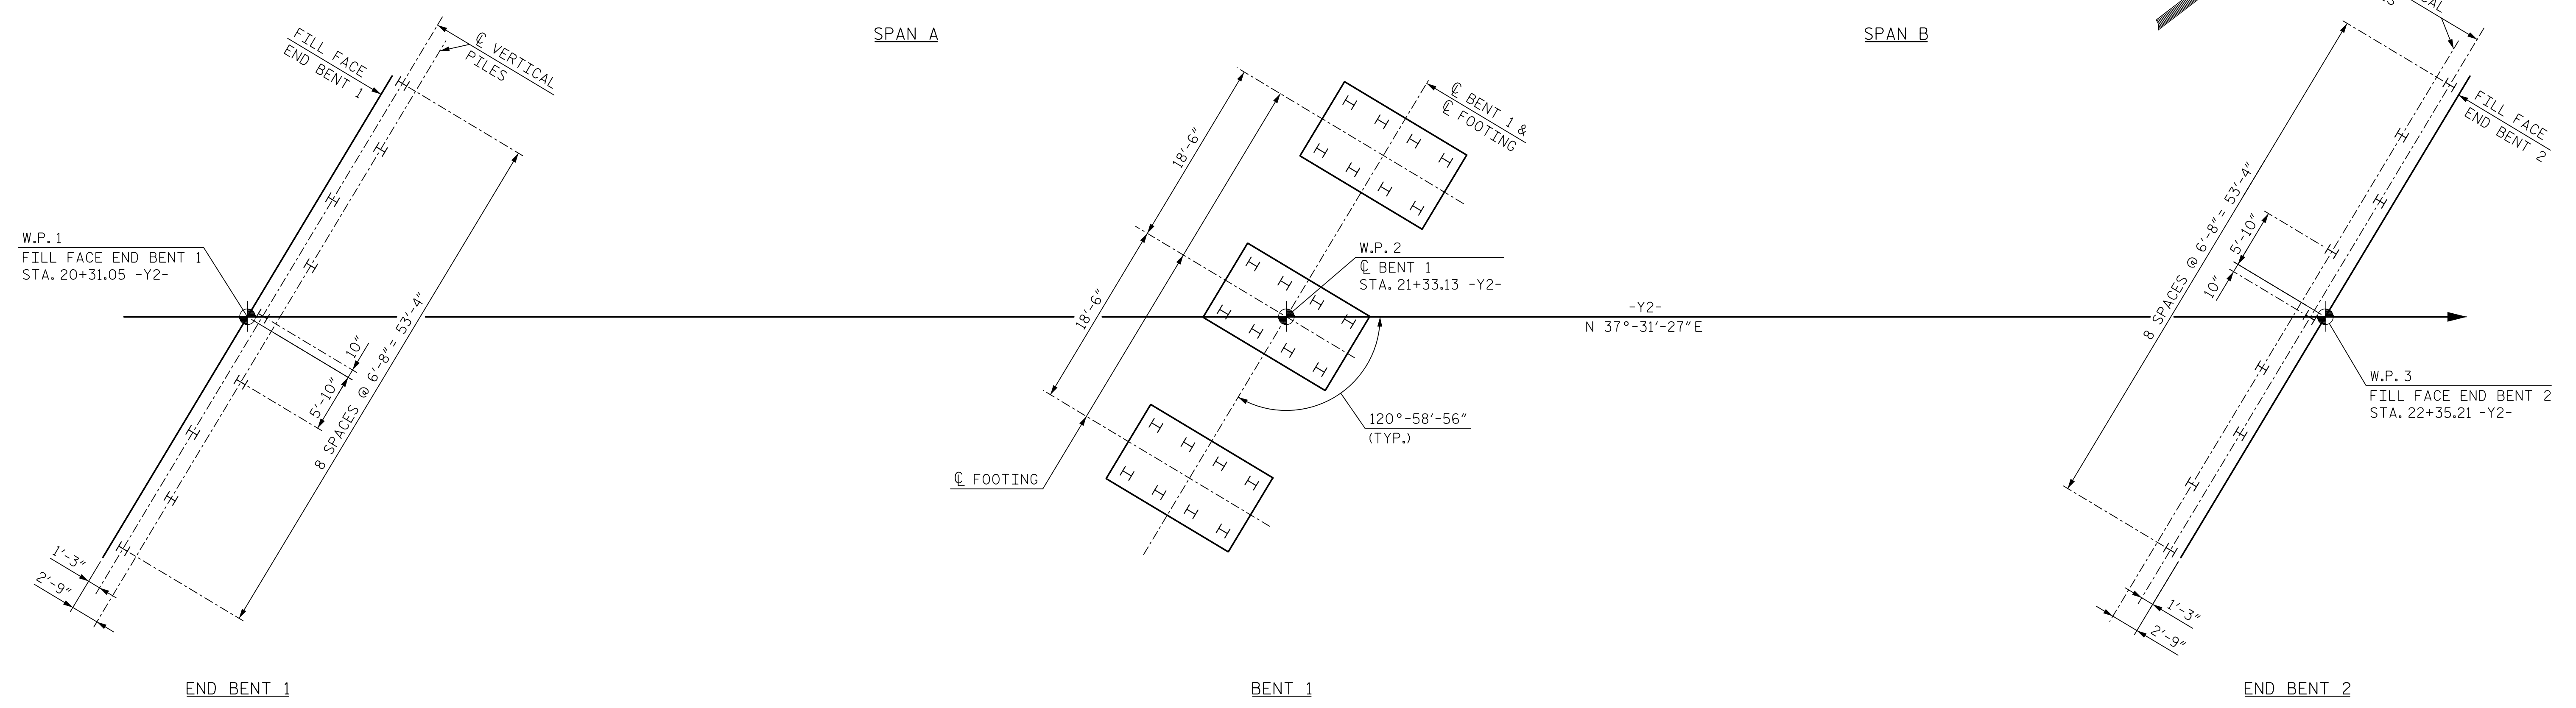 SPAN A
SPAN B
FILL FACE
END BENT 1
℄ VERTICAL
PILES
W.P. 1
FILL FACE END BENT 1
STA. 20+31.05 -Y2-
10"
5'-10"
8 SPACES @ 6'-8" = 53'-4"
1'-3"
2'-9"
END BENT 1
18'-6"
18'-6"
℄ BENT 1 &
℄ FOOTING
W.P. 2
℄ BENT 1
STA. 21+33.13 -Y2-
-Y2-
N 37°-31'-27" E
120°-58'-56"
(TYP.)
℄ FOOTING
BENT 1
8 SPACES @ 6'-8" = 53'-4"
5'-10"
10"
FILL FACE
END BENT 2
W.P. 3
FILL FACE END BENT 2
STA. 22+35.21 -Y2-
1'-3"
2'-9"
END BENT 2